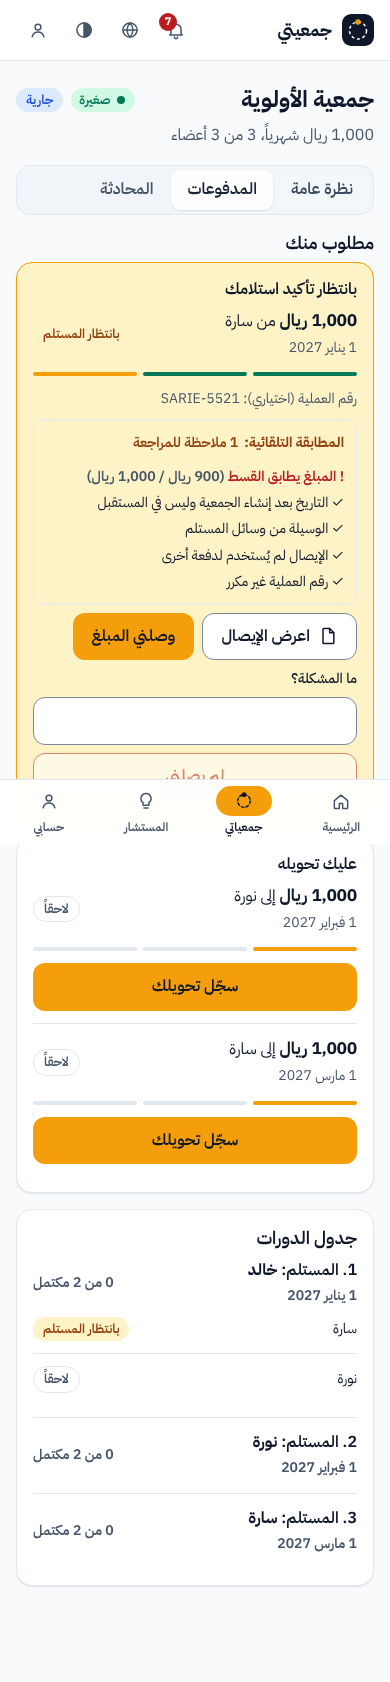 جمعيتي
7
جمعية الأولوية
صغيرة
جارية
1,000 ريال شهرياً، 3 من 3 أعضاء
نظرة عامة
المدفوعات
المحادثة
مطلوب منك
بانتظار تأكيد استلامك
1,000 ريال من سارة
بانتظار المستلم
1 يناير 2027
رقم العملية (اختياري): SARIE-5521
المطابقة التلقائية: 1 ملاحظة للمراجعة
! المبلغ يطابق القسط (900 ريال / 1,000 ريال)
✓ التاريخ بعد إنشاء الجمعية وليس في المستقبل
✓ الوسيلة من وسائل المستلم
✓ الإيصال لم يُستخدم لدفعة أخرى
✓ رقم العملية غير مكرر
اعرض الإيصال
وصلني المبلغ
ما المشكلة؟
لم يصلني
الرئيسية
جمعياتي
المستشار
حسابي
عليك تحويله
1,000 ريال إلى نورة
لاحقاً
1 فبراير 2027
سجّل تحويلك
1,000 ريال إلى سارة
لاحقاً
1 مارس 2027
سجّل تحويلك
جدول الدورات
1. المستلم: خالد
0 من 2 مكتمل
1 يناير 2027
سارة
بانتظار المستلم
نورة
لاحقاً
2. المستلم: نورة
0 من 2 مكتمل
1 فبراير 2027
3. المستلم: سارة
0 من 2 مكتمل
1 مارس 2027